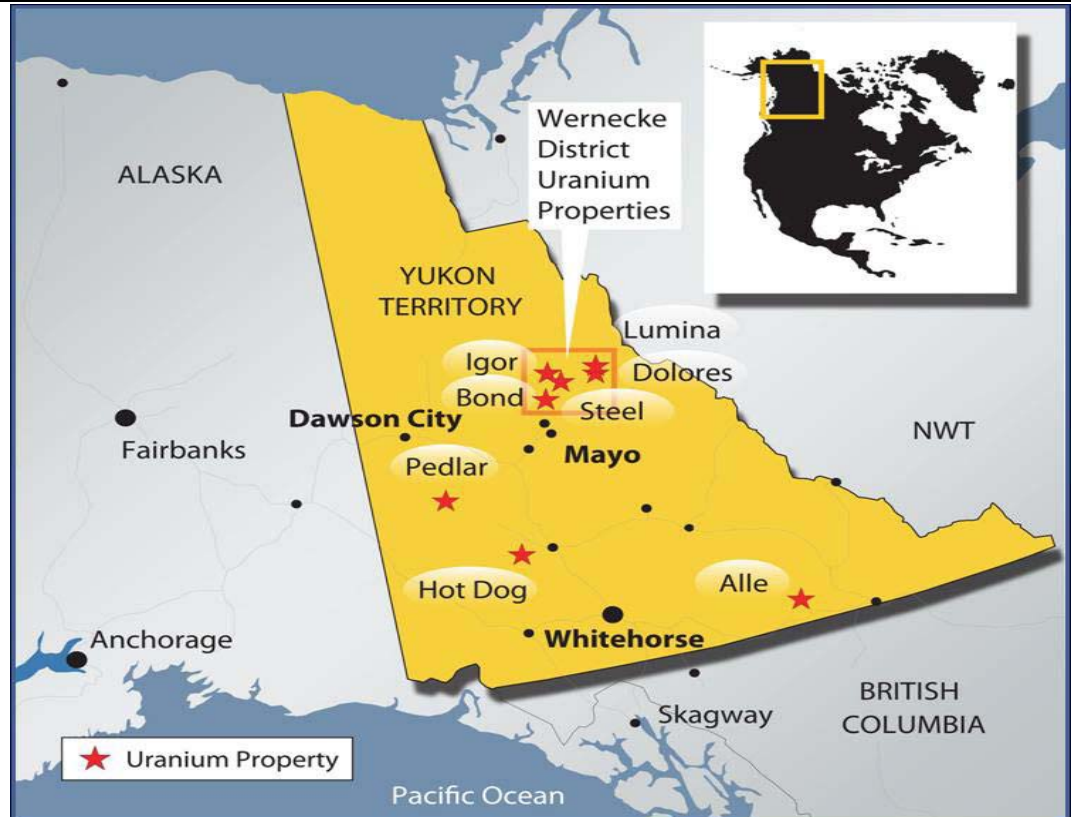 Wernecke
District
Uranium
Properties
ALASKA
YUKON
TERRITORY
Lumina
Igor
Dolores
Bond
Steel
Dawson City
NWT
Fairbanks
Mayo
Pedlar
Hot Dog
Alle
Whitehorse
Anchorage
BRITISH
COLUMBIA
Skagway
Uranium Property
Pacific Ocean